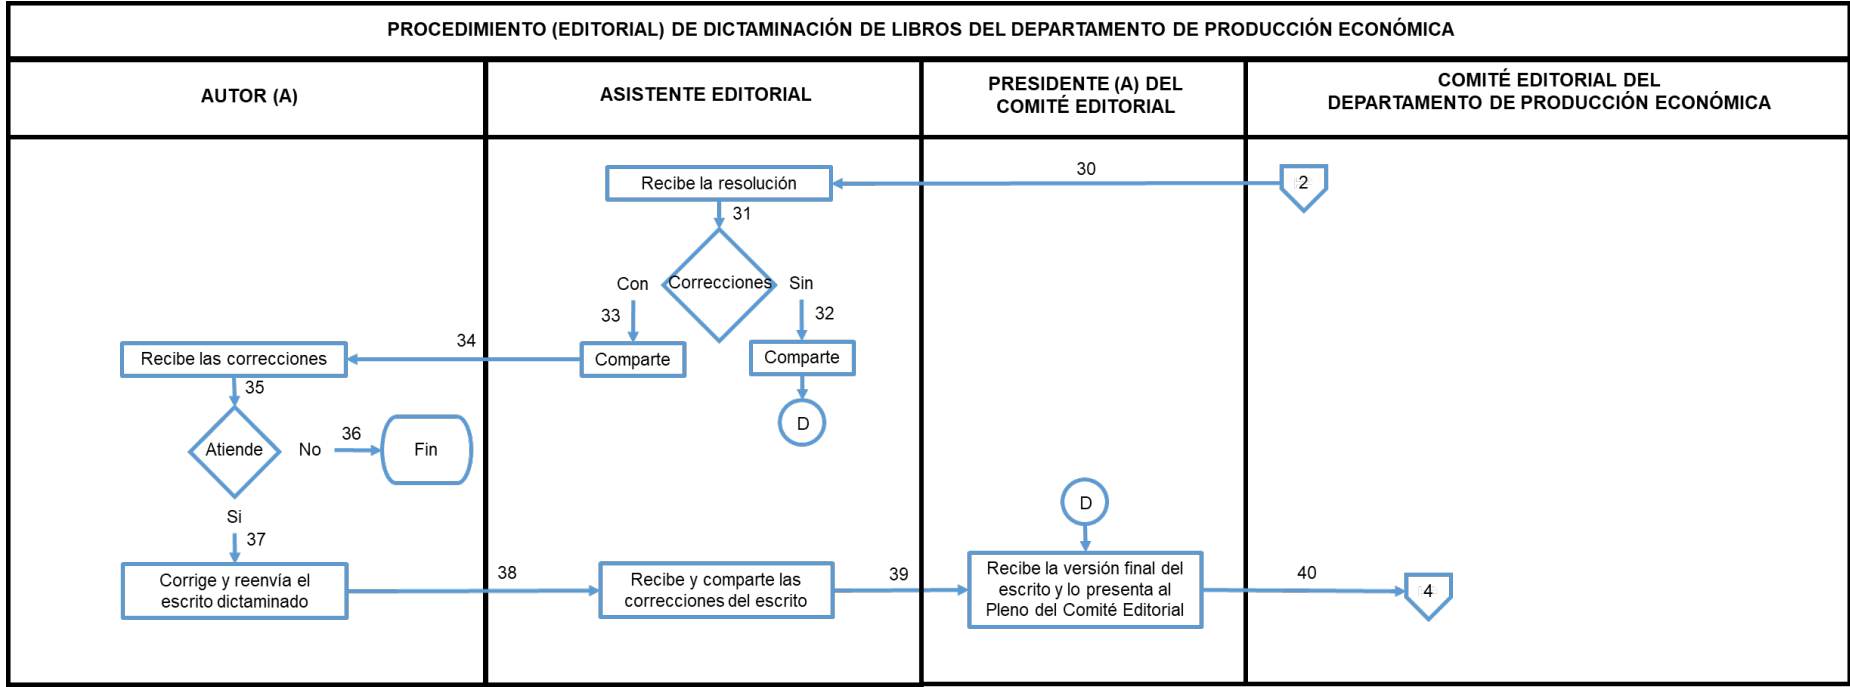 PROCEDIMIENTO (EDITORIAL) DE DICTAMINACIÓN DE LIBROS DEL DEPARTAMENTO DE PRODUCCIÓN ECONÓMICA
AUTOR (A)
ASISTENTE EDITORIAL
PRESIDENTE (A) DEL
COMITÉ EDITORIAL
COMITÉ EDITORIAL DEL
DEPARTAMENTO DE PRODUCCIÓN ECONÓMICA
30
2
Recibe la resolución
31
Correcciones
Con
Sin
33
32
34
Recibe las correcciones
Comparte
Comparte
35
D
Atiende
No
36
Fin
Si
37
D
Corrige y reenvía el
escrito dictaminado
38
Recibe y comparte las
correcciones del escrito
39
Recibe la versión final del
escrito y lo presenta al
Pleno del Comité Editorial
40
4